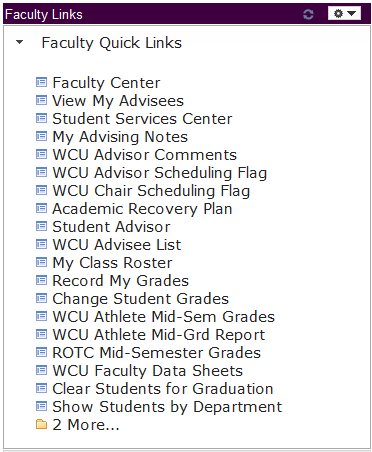 Faculty Links
Faculty Quick Links
Faculty Center
View My Advisees
Student Services Center
My Advising Notes
WCU Advisor Comments
WCU Advisor Scheduling Flag
WCU Chair Scheduling Flag
Academic Recovery Plan
Student Advisor
WCU Advisee List
My Class Roster
Record My Grades
Change Student Grades
WCU Athlete Mid-Sem Grades
WCU Athlete Mid-Grd Report
ROTC Mid-Semester Grades
WCU Faculty Data Sheets
Clear Students for Graduation
Show Students by Department
2 More...